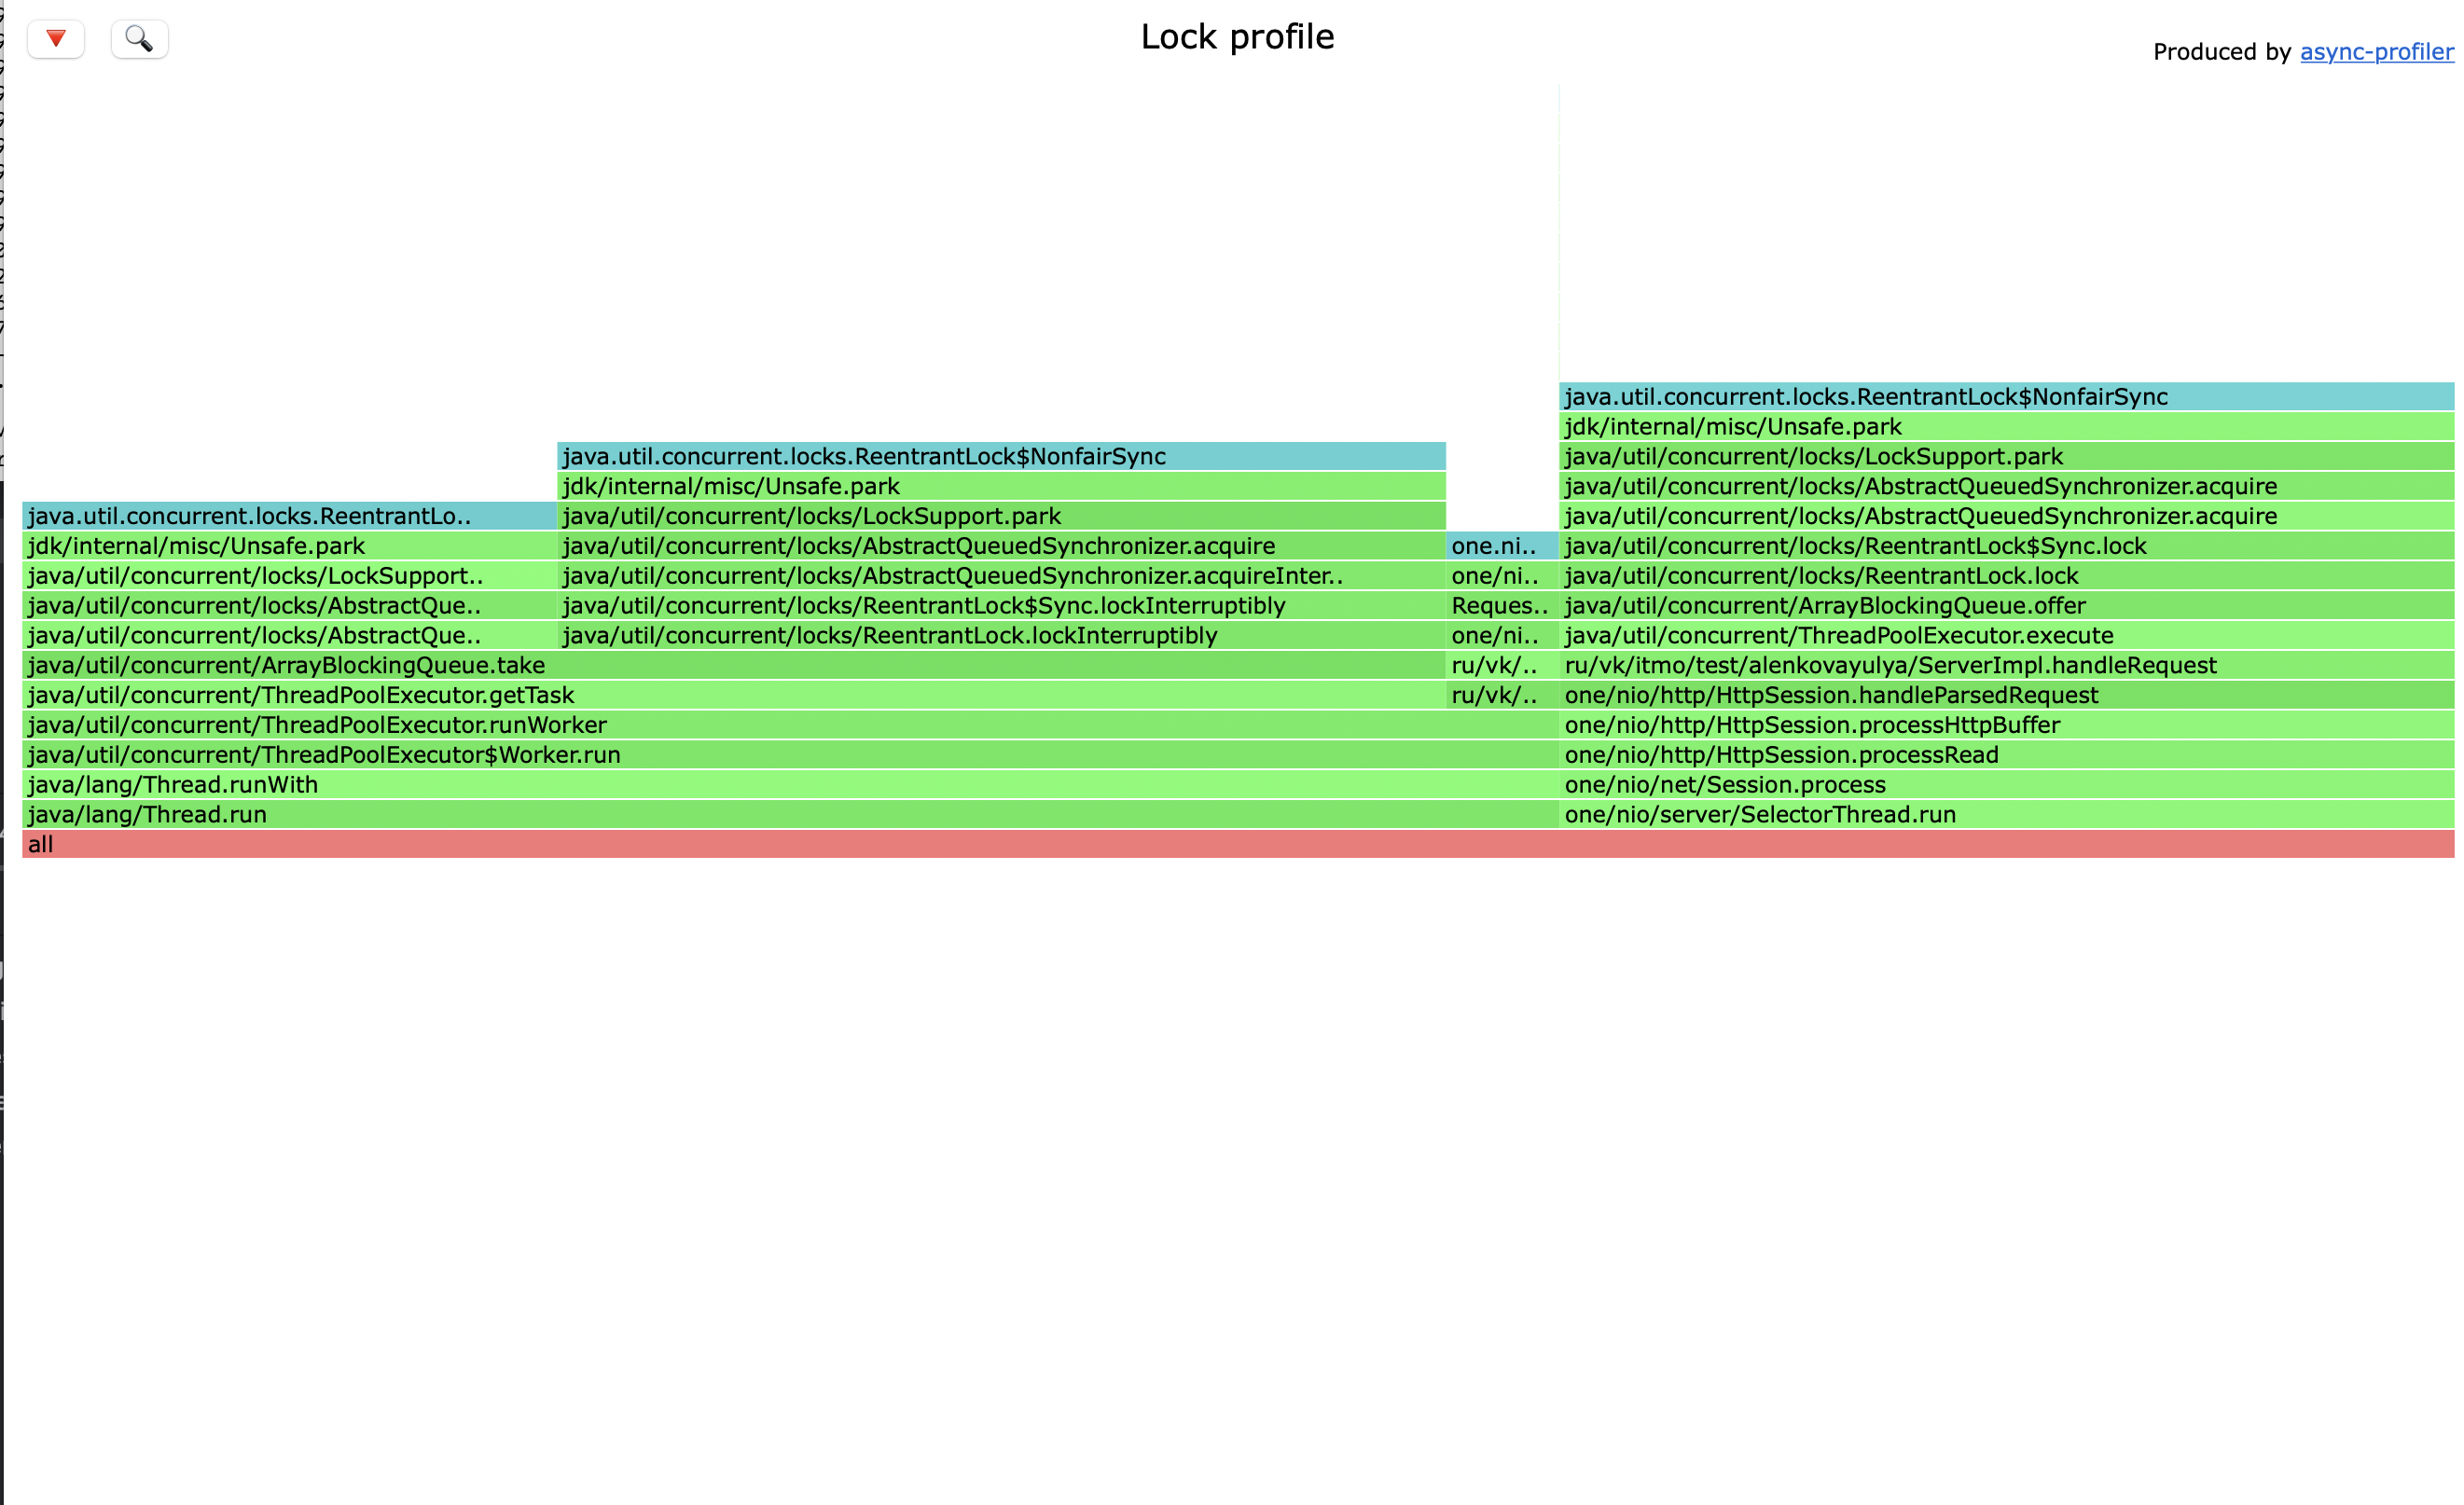 Lock profile
Produced by async-profiler
java.util.concurrent.locks.ReentrantLock$NonfairSync
jdk/internal/misc/Unsafe.park
java.util.concurrent.locks.ReentrantLock$NonfairSync java/util/concurrent/locks/LockSupport.park
jdk/internal/misc/Unsafe.park java/util/concurrent/locks/AbstractQueuedSynchronizer.acquire
java.util.concurrent.locks.ReentrantLo.. java/util/concurrent/locks/LockSupport.park java/util/concurrent/locks/AbstractQueuedSynchronizer.acquire
jdk/internal/misc/Unsafe.park java/util/concurrent/locks/AbstractQueuedSynchronizer.acquire one.ni.. java/util/concurrent/locks/ReentrantLock$Sync.lock
java/util/concurrent/locks/LockSupport.. java/util/concurrent/locks/AbstractQueuedSynchronizer.acquireInter.. one/ni.. java/util/concurrent/locks/ReentrantLock.lock
java/util/concurrent/locks/AbstractQue.. java/util/concurrent/locks/ReentrantLock$Sync.lockInterruptibly Reques.. java/util/concurrent/ArrayBlockingQueue.offer
java/util/concurrent/locks/AbstractQue.. java/util/concurrent/locks/ReentrantLock.lockInterruptibly one/ni.. java/util/concurrent/ThreadPoolExecutor.execute
java/util/concurrent/ArrayBlockingQueue.take ru/vk/.. ru/vk/itmo/test/alenkovayulya/ServerImpl.handleRequest
java/util/concurrent/ThreadPoolExecutor.getTask ru/vk/.. one/nio/http/HttpSession.handleParsedRequest
java/util/concurrent/ThreadPoolExecutor.runWorker one/nio/http/HttpSession.processHttpBuffer
java/util/concurrent/ThreadPoolExecutor$Worker.run one/nio/http/HttpSession.processRead
java/lang/Thread.runWith one/nio/net/Session.process
java/lang/Thread.run one/nio/server/SelectorThread.run
all